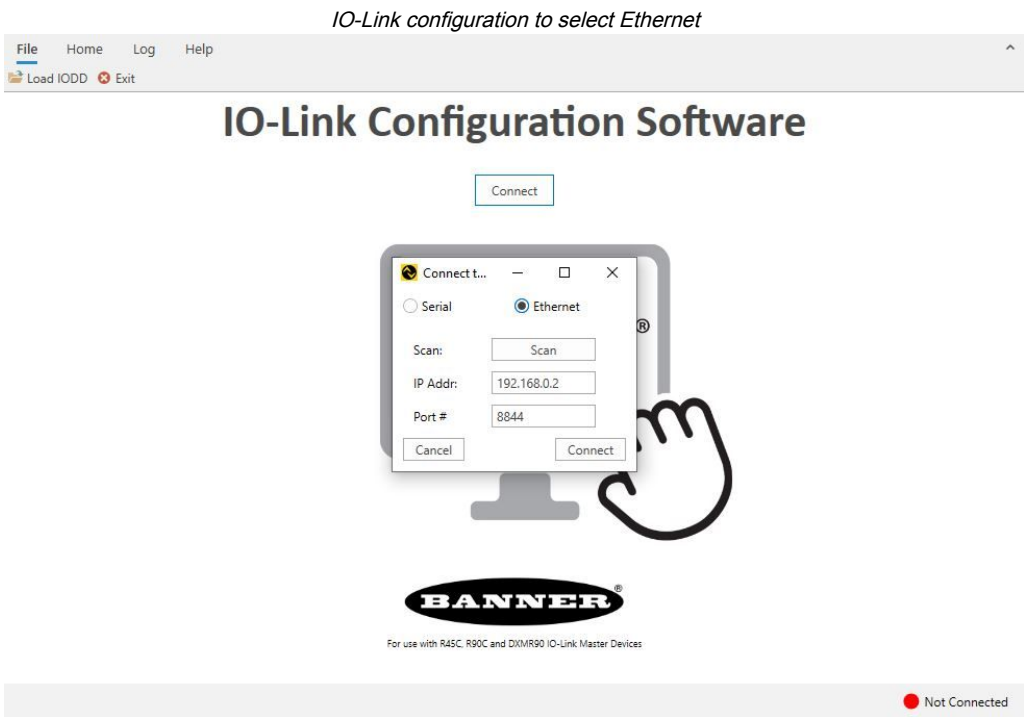 IO-Link configuration to select Ethernet
File Home Log Help
Load IODD Exit
IO-Link Configuration Software
Connect
Connect t...
Serial Ethernet
®
Scan: Scan
IP Addr: 192.168.0.2
Port # 8844
Cancel Connect
BANNER®
For use with R45C, R90C and DXMR90 IO-Link Master Devices
Not Connected